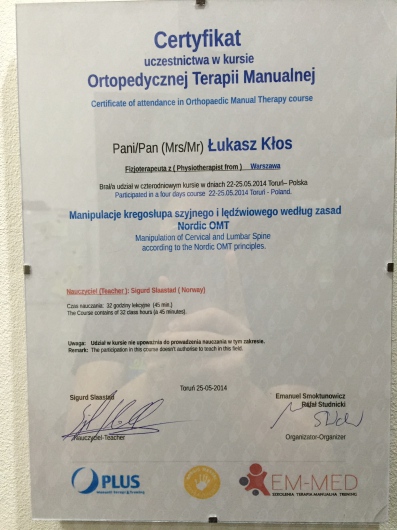 Certyfikat
uczestnictwa w kursie
Ortopedycznej Terapii Manualnej
Certificate of attendance in Orthopaedic Manual Therapy course
Pani/Pan (Mrs/Mr) Łukasz Kłos
Fizjoterapeuta z ( Physiotherapist from ) Warszawa
Brał/a udział w czterodniowym kursie w dniach 22-25.05.2014 Toruń– Polska
Participated in a four days course 22-25.05.2014 Toruń - Poland.
Manipulacje kręgosłupa szyjnego i lędźwiowego według zasad
Nordic OMT
Manipulation of Cervical and Lumbar Spine
according to the Nordic OMT principles.
Nauczyciel (Teacher ): Sigurd Slaastad ( Norway)
Czas nauczania: 32 godziny lekcyjne (45 min.)
The Course contains of 32 class hours (a 45 minutes).
Uwaga: Udział w kursie nie upoważnia do prowadzenia nauczania w tym zakresie.
Remark: The participation in this course doesn't authorise to teach in this field.
Toruń 25-05-2014
Sigurd Slaastad
Emanuel Smoktunowicz
Rafał Studnicki
Nauczyciel-Teacher
Organizator-Organizer
PLUS
EM-MED
SZKOLENIA TERAPIA MANUALNA TRENING